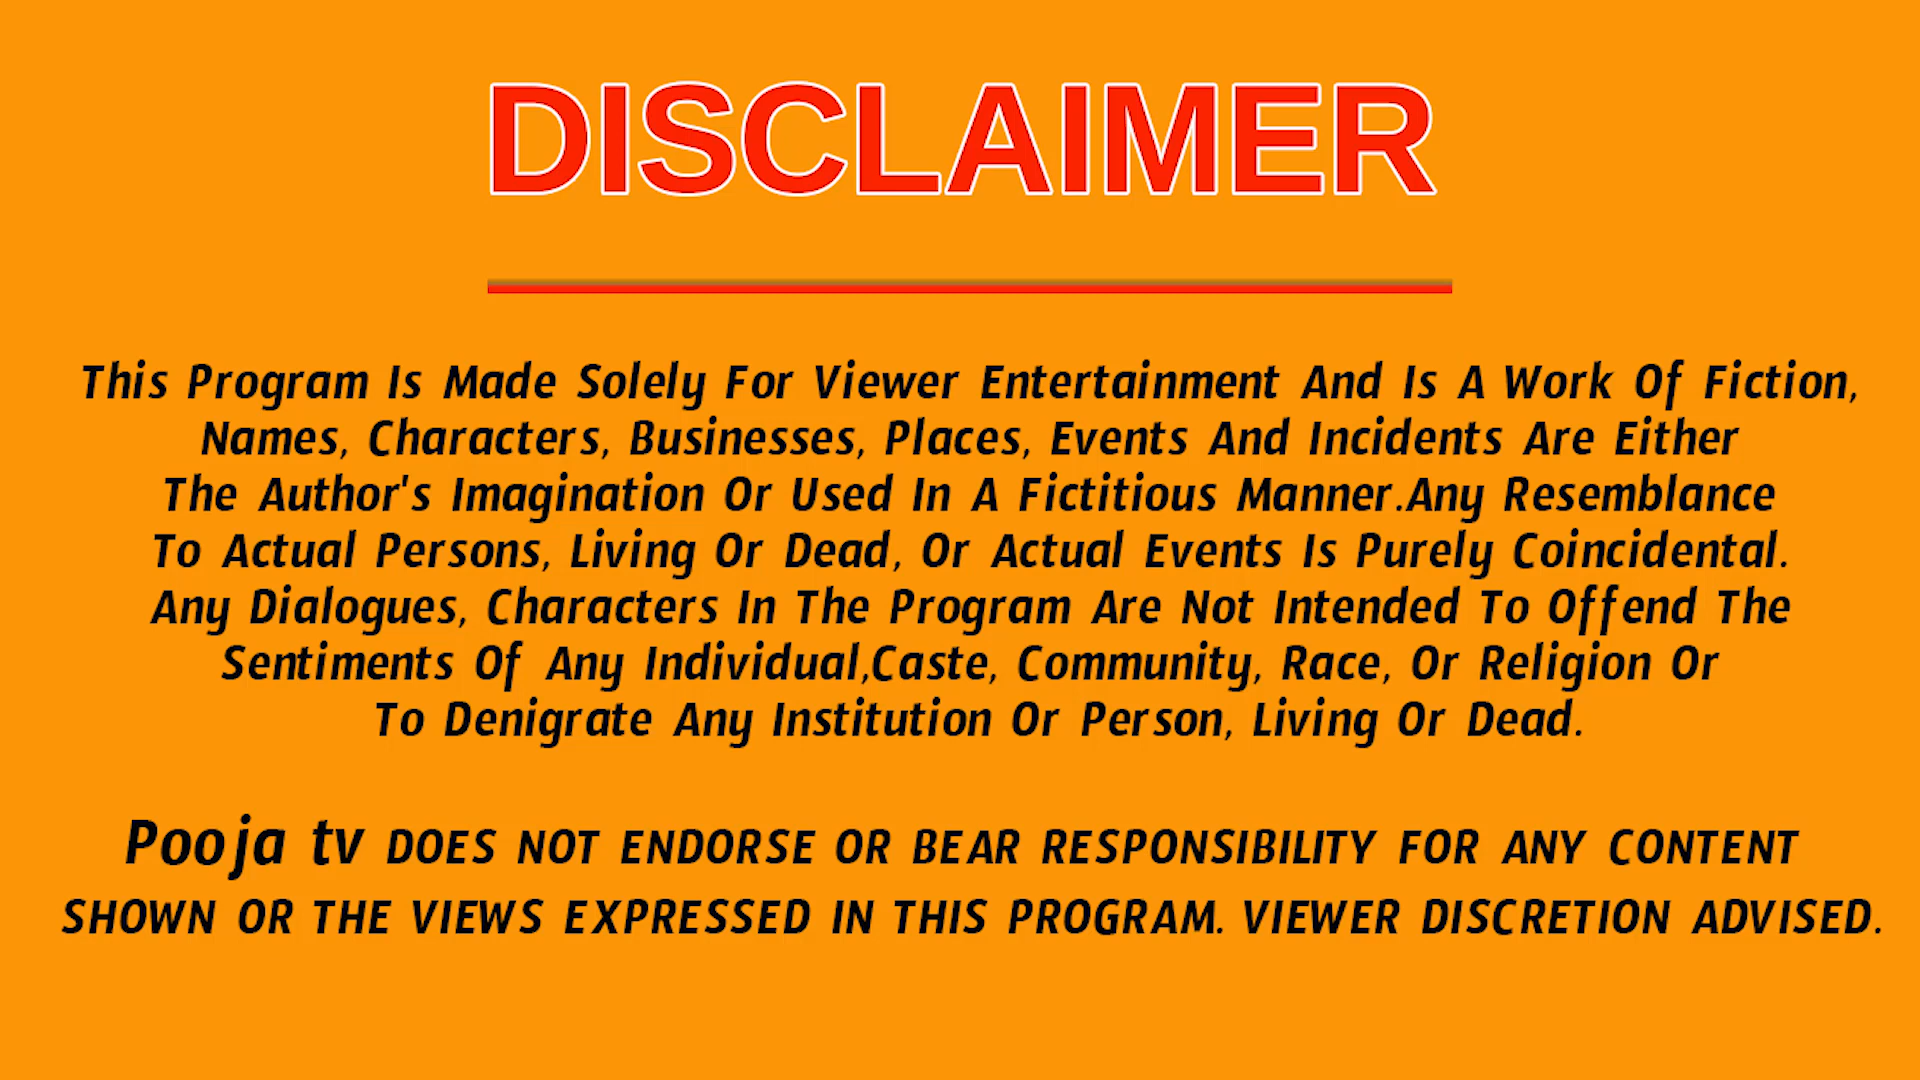 DISCLAIMER
This Program Is Made Solely For Viewer Entertainment And Is A Work Of Fiction,
Names, Characters, Businesses, Places, Events And Incidents Are Either
The Author's Imagination Or Used In A Fictitious Manner.Any Resemblance
To Actual Persons, Living Or Dead, Or Actual Events Is Purely Coincidental.
Any Dialogues, Characters In The Program Are Not Intended To Offend The
Sentiments Of Any Individual,Caste, Community, Race, Or Religion Or
To Denigrate Any Institution Or Person, Living Or Dead.
Pooja tv DOES NOT ENDORSE OR BEAR RESPONSIBILITY FOR ANY CONTENT
SHOWN OR THE VIEWS EXPRESSED IN THIS PROGRAM. VIEWER DISCRETION ADVISED.